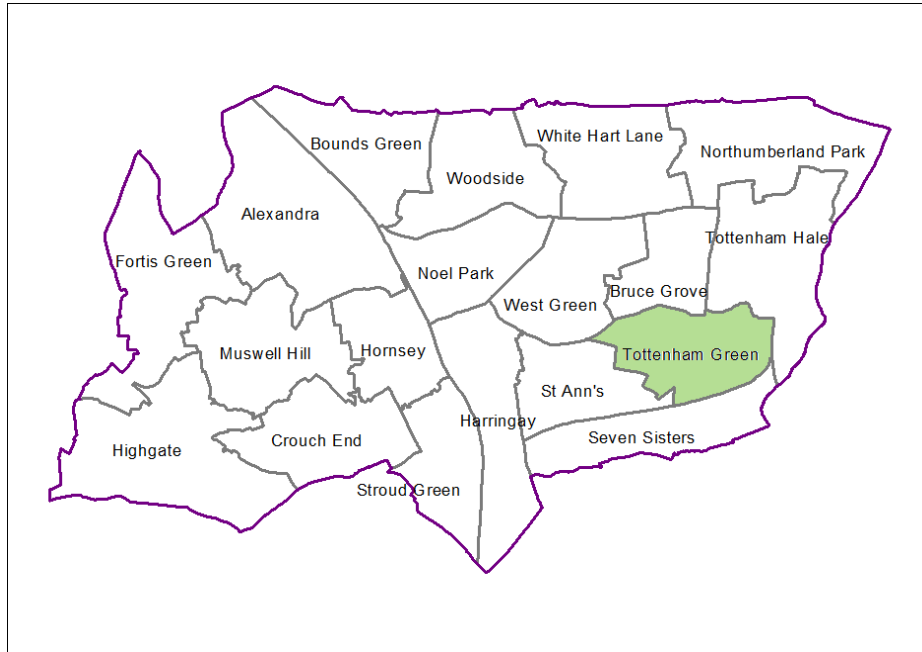 Bounds Green
White Hart Lane
Northumberland Park
Woodside
Alexandra
Tottenham Hale
Fortis Green
Noel Park
West Green
Bruce Grove
Muswell Hill
Hornsey
Tottenham Green
St Ann's
Harringay
Highgate
Crouch End
Seven Sisters
Stroud Green